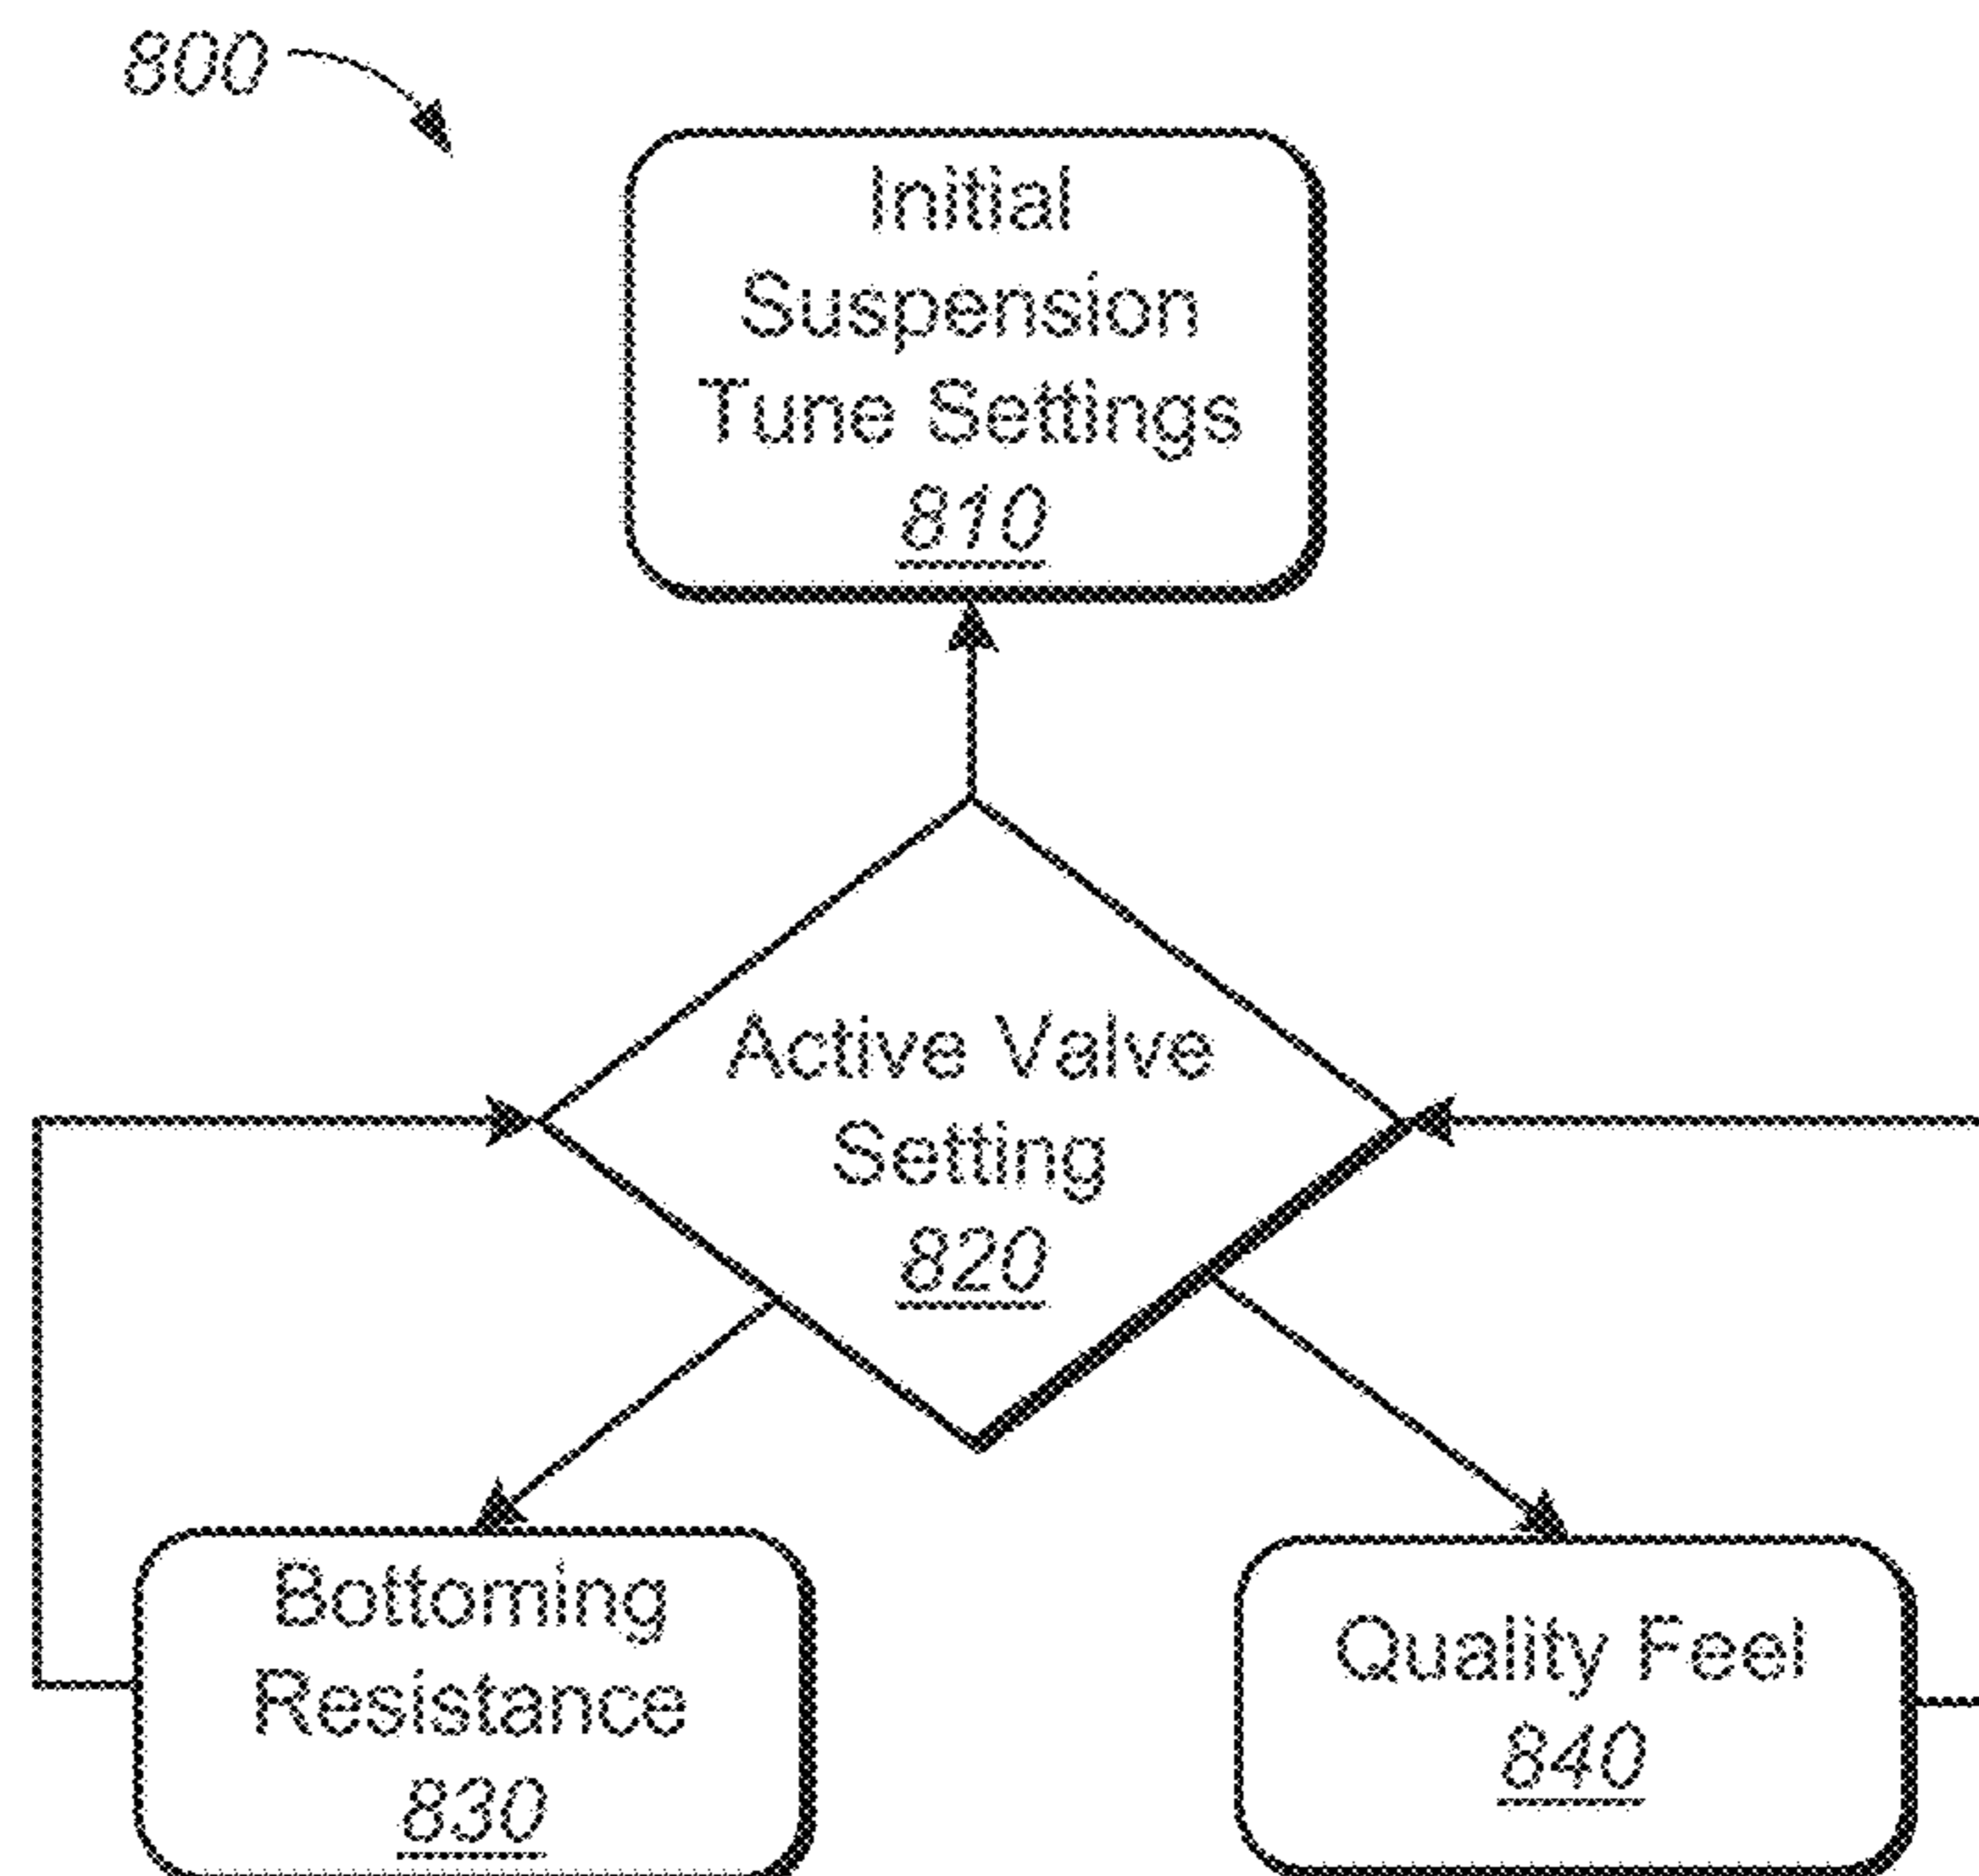 800
Initial
Suspension
Tune Settings
810
Active Valve
Setting
820
Bottoming
Resistance
830
Quality Feel
840